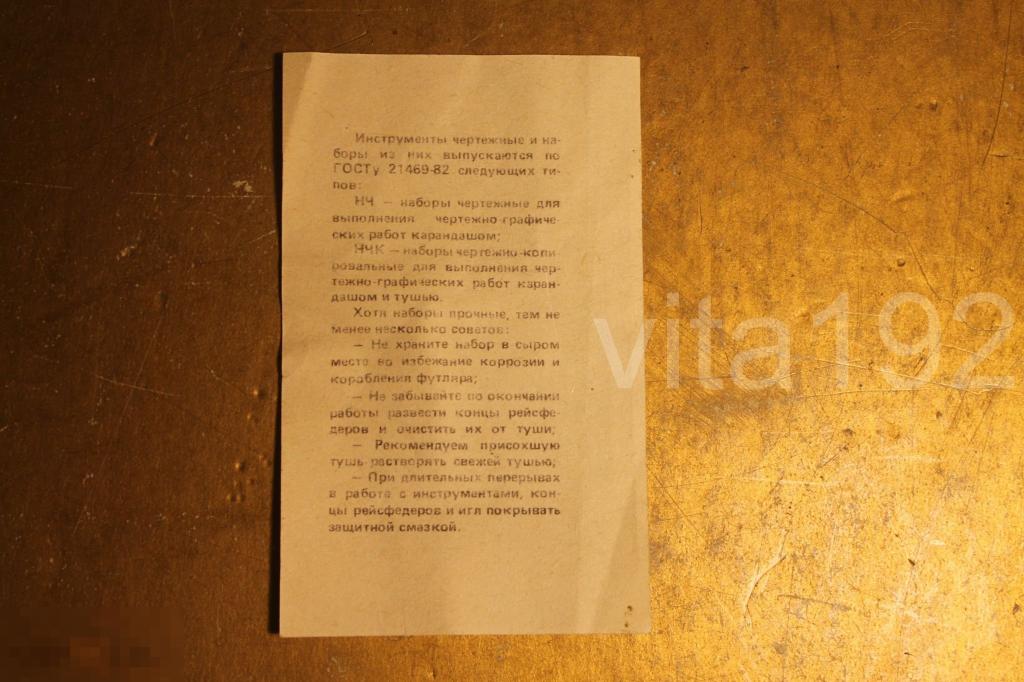 Инструменты чертежные и на-
боры из них выпускаются по
ГОСТу 21469-82 следующих ти-
пов:
НЧ — наборы чертежные для
выполнения чертежно-графиче-
ских работ карандашом;
НЧК — наборы чертежно-копи-
ровальные для выполнения чер-
тежно-графических работ каран-
дашом и тушью.
Хотя наборы прочные, тем не
менее несколько советов:
— Не храните набор в сыром
месте во избежание коррозии и
коробления футляра;
— Не забывайте по окончании
работы развести концы рейсфе-
деров и очистить их от туши;
— Рекомендуем присохшую
тушь растворять свежей тушью;
— При длительных перерывах
в работе с инструментами, кон-
цы рейсфедеров и игл покрывать
защитной смазкой.
vita192